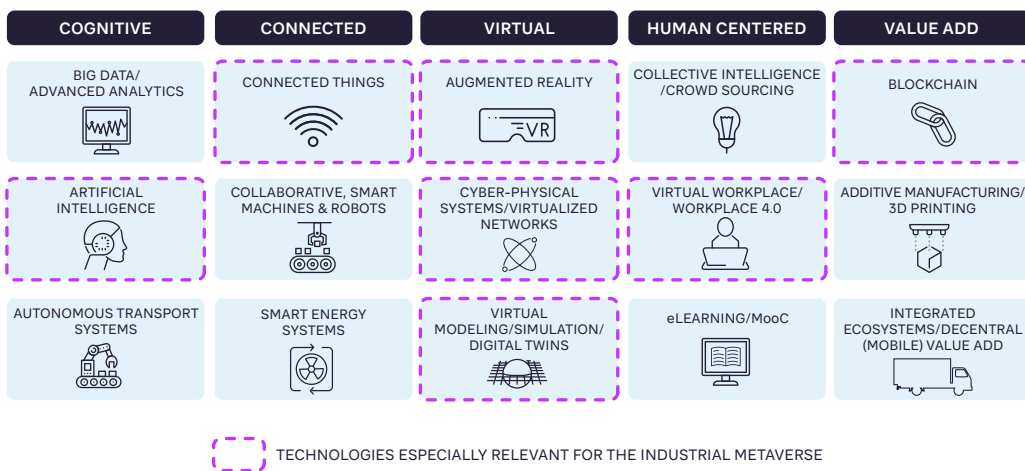 COGNITIVE
CONNECTED
VIRTUAL
HUMAN CENTERED
VALUE ADD
BIG DATA/
ADVANCED ANALYTICS
CONNECTED THINGS
AUGMENTED REALITY
VR
COLLECTIVE INTELLIGENCE
/CROWD SOURCING
BLOCKCHAIN
ARTIFICIAL
INTELLIGENCE
COLLABORATIVE, SMART
MACHINES & ROBOTS
CYBER-PHYSICAL
SYSTEMS/VIRTUALIZED
NETWORKS
VIRTUAL WORKPLACE/
WORKPLACE 4.0
ADDITIVE MANUFACTURING/
3D PRINTING
AUTONOMOUS TRANSPORT
SYSTEMS
SMART ENERGY
SYSTEMS
VIRTUAL
MODELING/SIMULATION/
DIGITAL TWINS
eLEARNING/MooC
INTEGRATED
ECOSYSTEMS/DECENTRAL
(MOBILE) VALUE ADD
TECHNOLOGIES ESPECIALLY RELEVANT FOR THE INDUSTRIAL METAVERSE